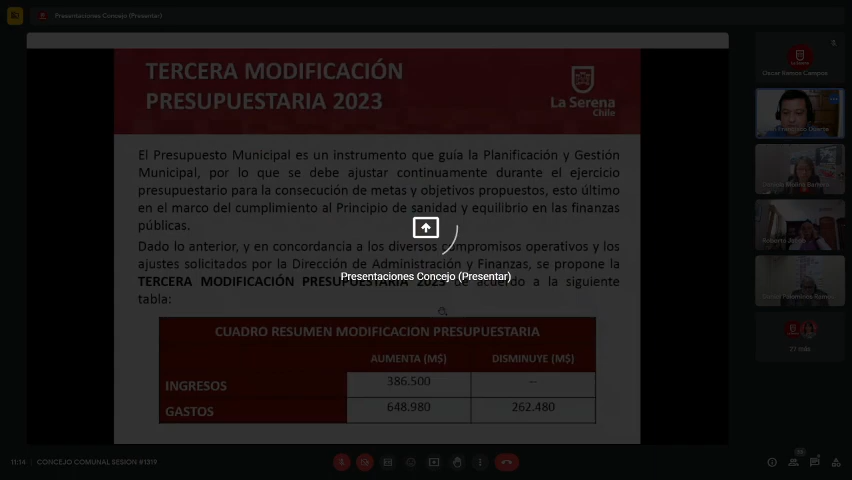 Presentaciones Concejo (Presentar)
TERCERA MODIFICACIÓN
PRESUPUESTARIA 2023
La Serena
Chile
El Presupuesto Municipal es un instrumento que guía la Planificación y Gestión
Municipal, por lo que se debe ajustar continuamente durante el ejercicio
presupuestario para la consecución de metas y objetivos propuestos, esto último
en el marco del cumplimiento al Principio de sanidad y equilibrio en las finanzas
públicas.
Dado lo anterior, y en concordancia a los diversos compromisos operativos y los
ajustes solicitados por la Dirección de Administración y Finanzas, se propone la
TERCERA MODIFICACIÓN PRESUPUESTARIA 2023 de acuerdo a la siguiente
tabla:
Presentaciones Concejo (Presentar)
CUADRO RESUMEN MODIFICACION PRESUPUESTARIA
AUMENTA (M$) DISMINUYE (M$)
INGRESOS 386.500 --
GASTOS 648.980 262.480
La Serena
Oscar Ramon Campos
27 más
11:14 | CONCEJO COMUNAL SESION #1319